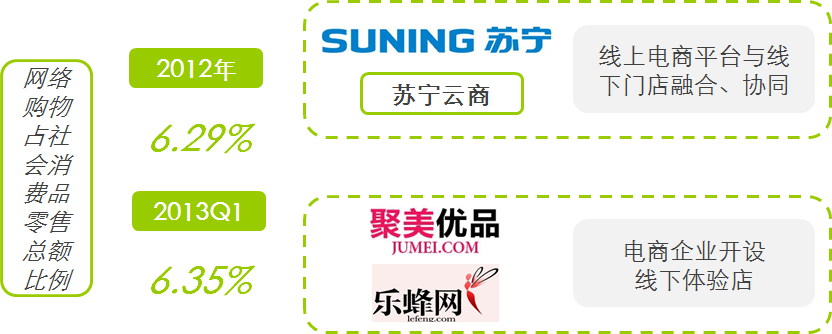 网络
购物
占社
会消
费品
零售
总额
比例
2012年
6.29%
2013Q1
6.35%
SUNING 苏宁
苏宁云商
线上电商平台与线
下门店融合、协同
聚美优品
JUMEI.COM
乐蜂网
lefeng.com
电商企业开设
线下体验店